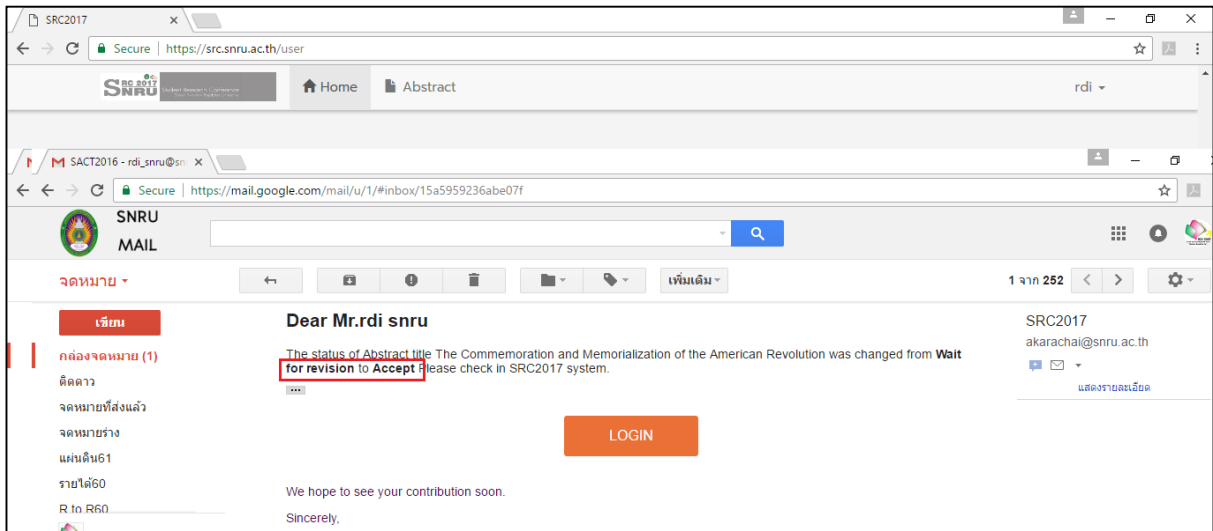 SRC2017
Secure https://src.snru.ac.th/user
SRC 2017
SNRU
Home Abstract rdi
SACT2016 - rdi_snru@sn
Secure https://mail.google.com/mail/u/1/#inbox/15a5959236abe07f
SNRU
MAIL
จดหมาย เพิ่มเติม 1 จาก 252
เขียน
กล่องจดหมาย (1)
ติดดาว
จดหมายที่ส่งแล้ว
จดหมายร่าง
แผ่นดิน61
รายได้60
R to R60
Dear Mr.rdi snru
The status of Abstract title The Commemoration and Memorialization of the American Revolution was changed from Wait
for revision to Accept Please check in SRC2017 system.
LOGIN
We hope to see your contribution soon.
Sincerely,
SRC2017
akarachai@snru.ac.th
แสดงรายละเอียด